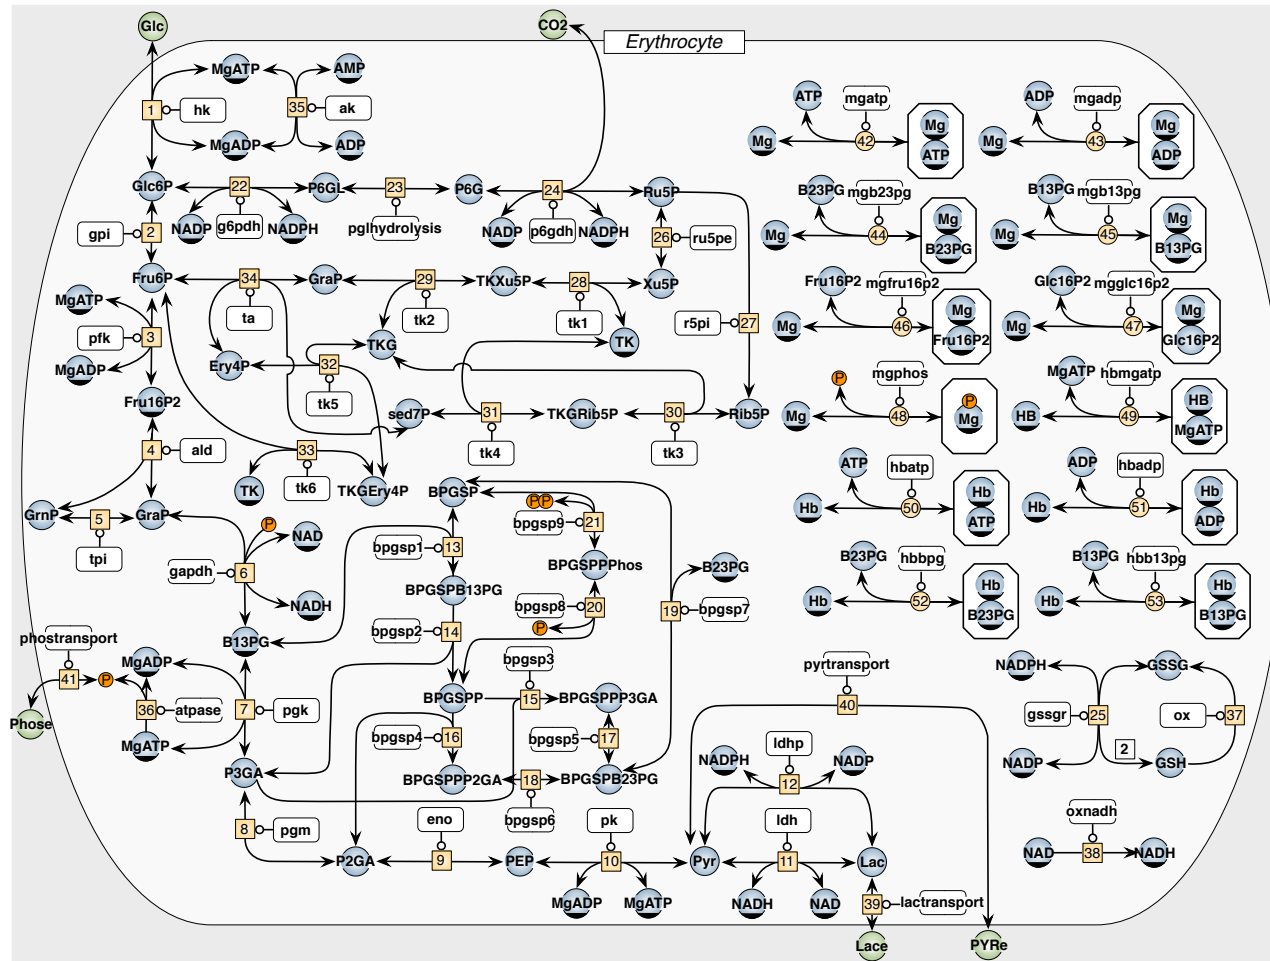 Glc
CO2
Erythrocyte
MgATP
AMP
1
hk
35
ak
MgADP
ADP
ATP
mgatp
Mg
42
Mg
ATP
ADP
mgadp
Mg
43
Mg
ADP
Glc6P
22
P6GL
23
P6G
24
Ru5P
NADP
g6pdh
NADPH
pglhydrolysis
NADP
p6gdh
NADPH
gpi
2
26
ru5pe
B23PG
mgb23pg
Mg
44
Mg
B23PG
B13PG
mgb13pg
Mg
45
Mg
B13PG
Fru6P
34
GraP
29
TKXu5P
28
Xu5P
MgATP
ta
tk2
tk1
r5pi
27
pfk
3
TKG
TK
MgADP
Ery4P
32
tk5
Fru16P2
mgfru16p2
Mg
46
Mg
Fru16P2
Glc16P2
mgglc16p2
Mg
47
Mg
Glc16P2
Fru16P2
sed7P
31
TKGRib5P
30
Rib5P
tk4
tk3
P
mgphos
Mg
48
P
Mg
MgATP
hbmgatp
HB
49
HB
MgATP
4
ald
33
TK
tk6
TKGEry4P
ATP
hbatp
Hb
50
Hb
ATP
ADP
hbadp
Hb
51
Hb
ADP
GrnP
5
GraP
tpi
P
NAD
gapdh
6
NADH
BPGSP
P
P
bpgsp9
21
bpgsp1
13
BPGSPPPhos
B23PG
BPGSPB13PG
bpgsp8
20
19
bpgsp7
P
bpgsp2
14
B23PG
hbbpg
Hb
52
Hb
B23PG
B13PG
hbb13pg
Hb
53
Hb
B13PG
phostransport
B13PG
41
P
MgADP
36
atpase
7
pgk
Phose
MgATP
P3GA
bpgsp3
BPGSPP
15
BPGSPPP3GA
bpgsp4
16
bpgsp5
17
BPGSPPP2GA
18
BPGSPB23PG
bpgsp6
pyrtransport
40
NADPH
GSSG
gssgr
25
ox
37
2
NADP
GSH
ldhp
NADPH
NADP
12
8
pgm
eno
pk
ldh
P2GA
9
PEP
10
Pyr
11
Lac
MgADP
MgATP
NADH
NAD
oxnadh
NAD
38
NADH
39
lactransport
Lace
PYRe